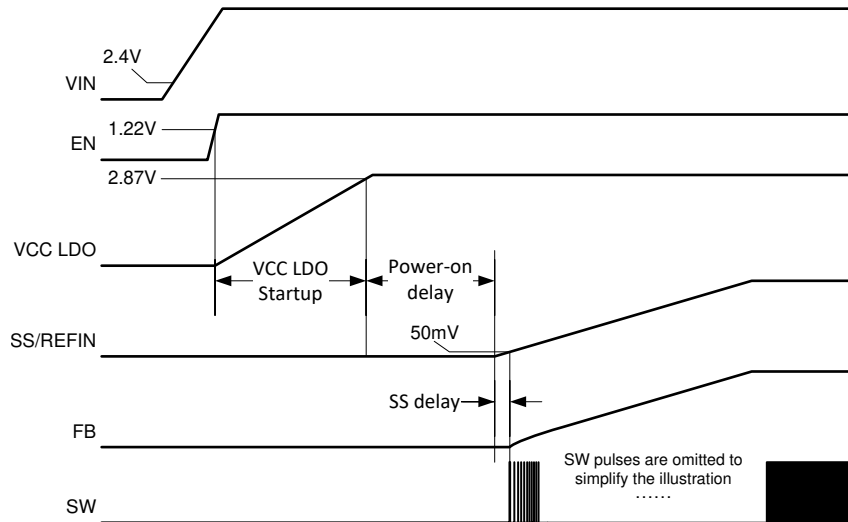 2.4V
VIN
1.22V
EN
2.87V
VCC LDO
VCC LDO
Startup
Power-on
delay
50mV
SS/REFIN
SS delay
FB
SW pulses are omitted to
simplify the illustration
......
SW